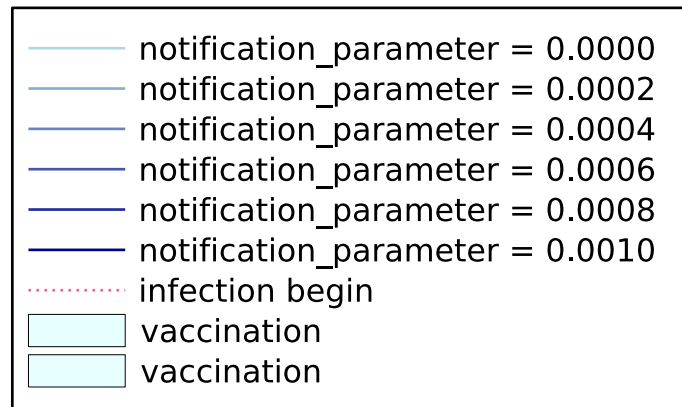 notification_parameter = 0.0000
notification_parameter = 0.0002
notification_parameter = 0.0004
notification_parameter = 0.0006
notification_parameter = 0.0008
notification_parameter = 0.0010
infection begin
vaccination
vaccination